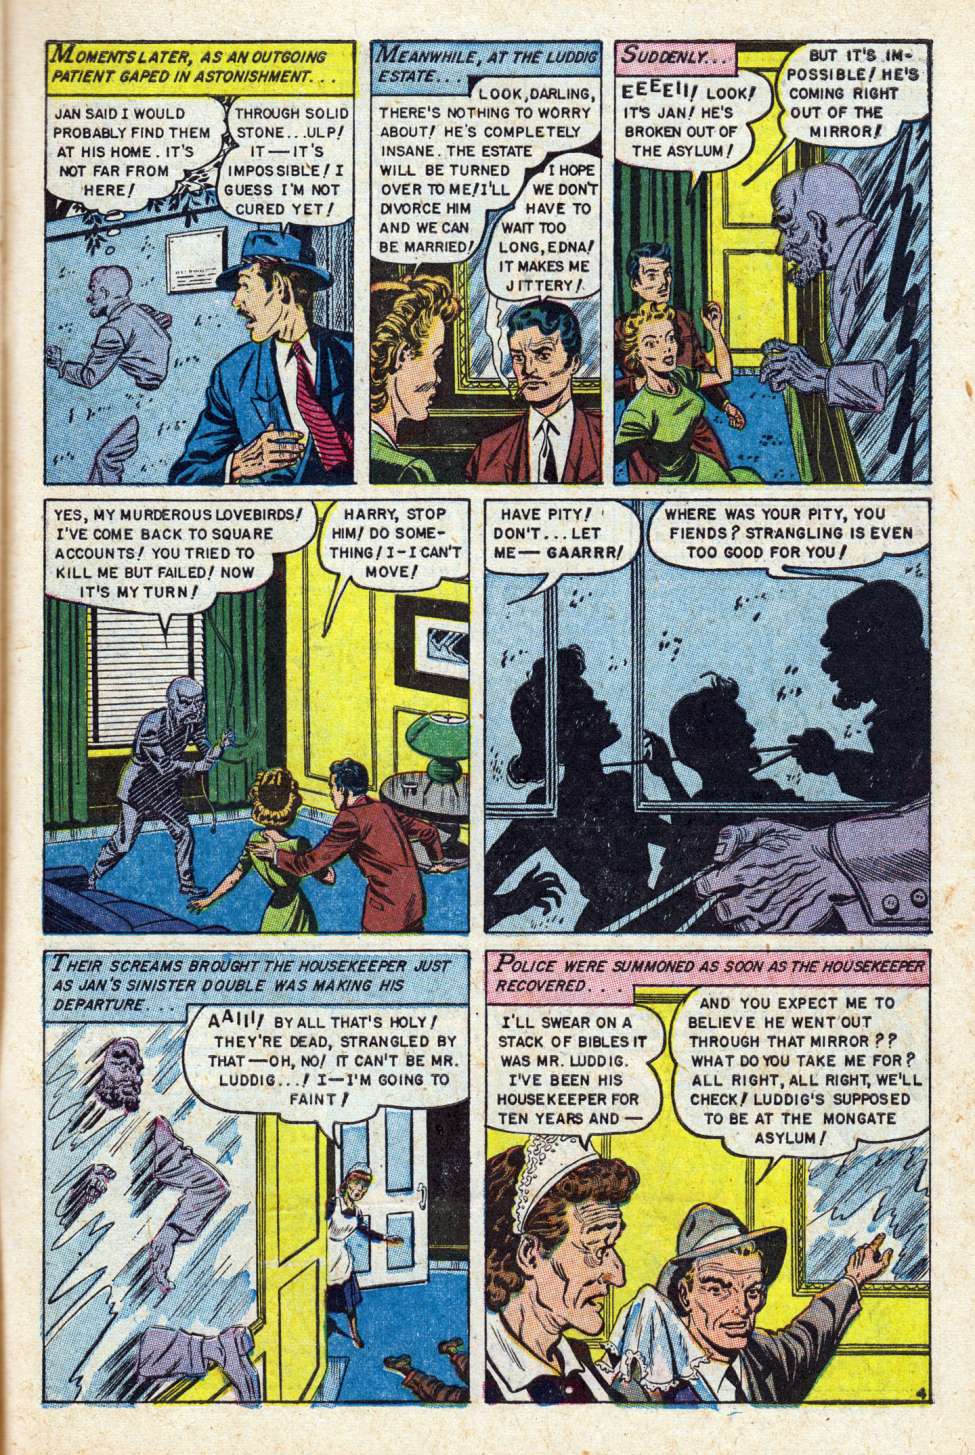 MOMENTS LATER, AS AN OUTGOING
PATIENT GAPED IN ASTONISHMENT...
JAN SAID I WOULD
PROBABLY FIND THEM
AT HIS HOME. IT'S
NOT FAR FROM
HERE!
THROUGH SOLID
STONE...ULP!
IT—IT'S
IMPOSSIBLE! I
GUESS I'M NOT
CURED YET!
MEANWHILE, AT THE LUDDIG
ESTATE...
LOOK, DARLING,
THERE'S NOTHING TO WORRY
ABOUT! HE'S COMPLETELY
INSANE. THE ESTATE
WILL BE TURNED
OVER TO ME! I'LL
DIVORCE HIM
AND WE CAN
BE MARRIED!
I HOPE
WE DON'T
HAVE TO
WAIT TOO
LONG, EDNA!
IT MAKES ME
JITTERY!
SUDDENLY...
EEEEII! LOOK!
IT'S JAN! HE'S
BROKEN OUT OF
THE ASYLUM!
BUT IT'S IM-
POSSIBLE! HE'S
COMING RIGHT
OUT OF THE
MIRROR!
YES, MY MURDEROUS LOVEBIRDS!
I'VE COME BACK TO SQUARE
ACCOUNTS! YOU TRIED TO
KILL ME BUT FAILED! NOW
IT'S MY TURN!
HARRY, STOP
HIM! DO SOME-
THING! I-I CAN'T
MOVE!
HAVE PITY!
DON'T... LET
ME— GAARRR!
WHERE WAS YOUR PITY, YOU
FIENDS? STRANGLING IS EVEN
TOO GOOD FOR YOU!
THEIR SCREAMS BROUGHT THE HOUSEKEEPER JUST
AS JAN'S SINISTER DOUBLE WAS MAKING HIS
DEPARTURE...
AAIII! BY ALL THAT'S HOLY!
THEY'RE DEAD, STRANGLED BY
THAT—OH, NO! IT CAN'T BE MR.
LUDDIG...! I—I'M GOING TO
FAINT!
POLICE WERE SUMMONED AS SOON AS THE HOUSEKEEPER
RECOVERED...
I'LL SWEAR ON A
STACK OF BIBLES IT
WAS MR. LUDDIG.
I'VE BEEN HIS
HOUSEKEEPER FOR
TEN YEARS AND—
AND YOU EXPECT ME TO
BELIEVE HE WENT OUT
THROUGH THAT MIRROR??
WHAT DO YOU TAKE ME FOR?
ALL RIGHT, ALL RIGHT, WE'LL
CHECK! LUDDIG'S SUPPOSED
TO BE AT THE MONGATE
ASYLUM!
4